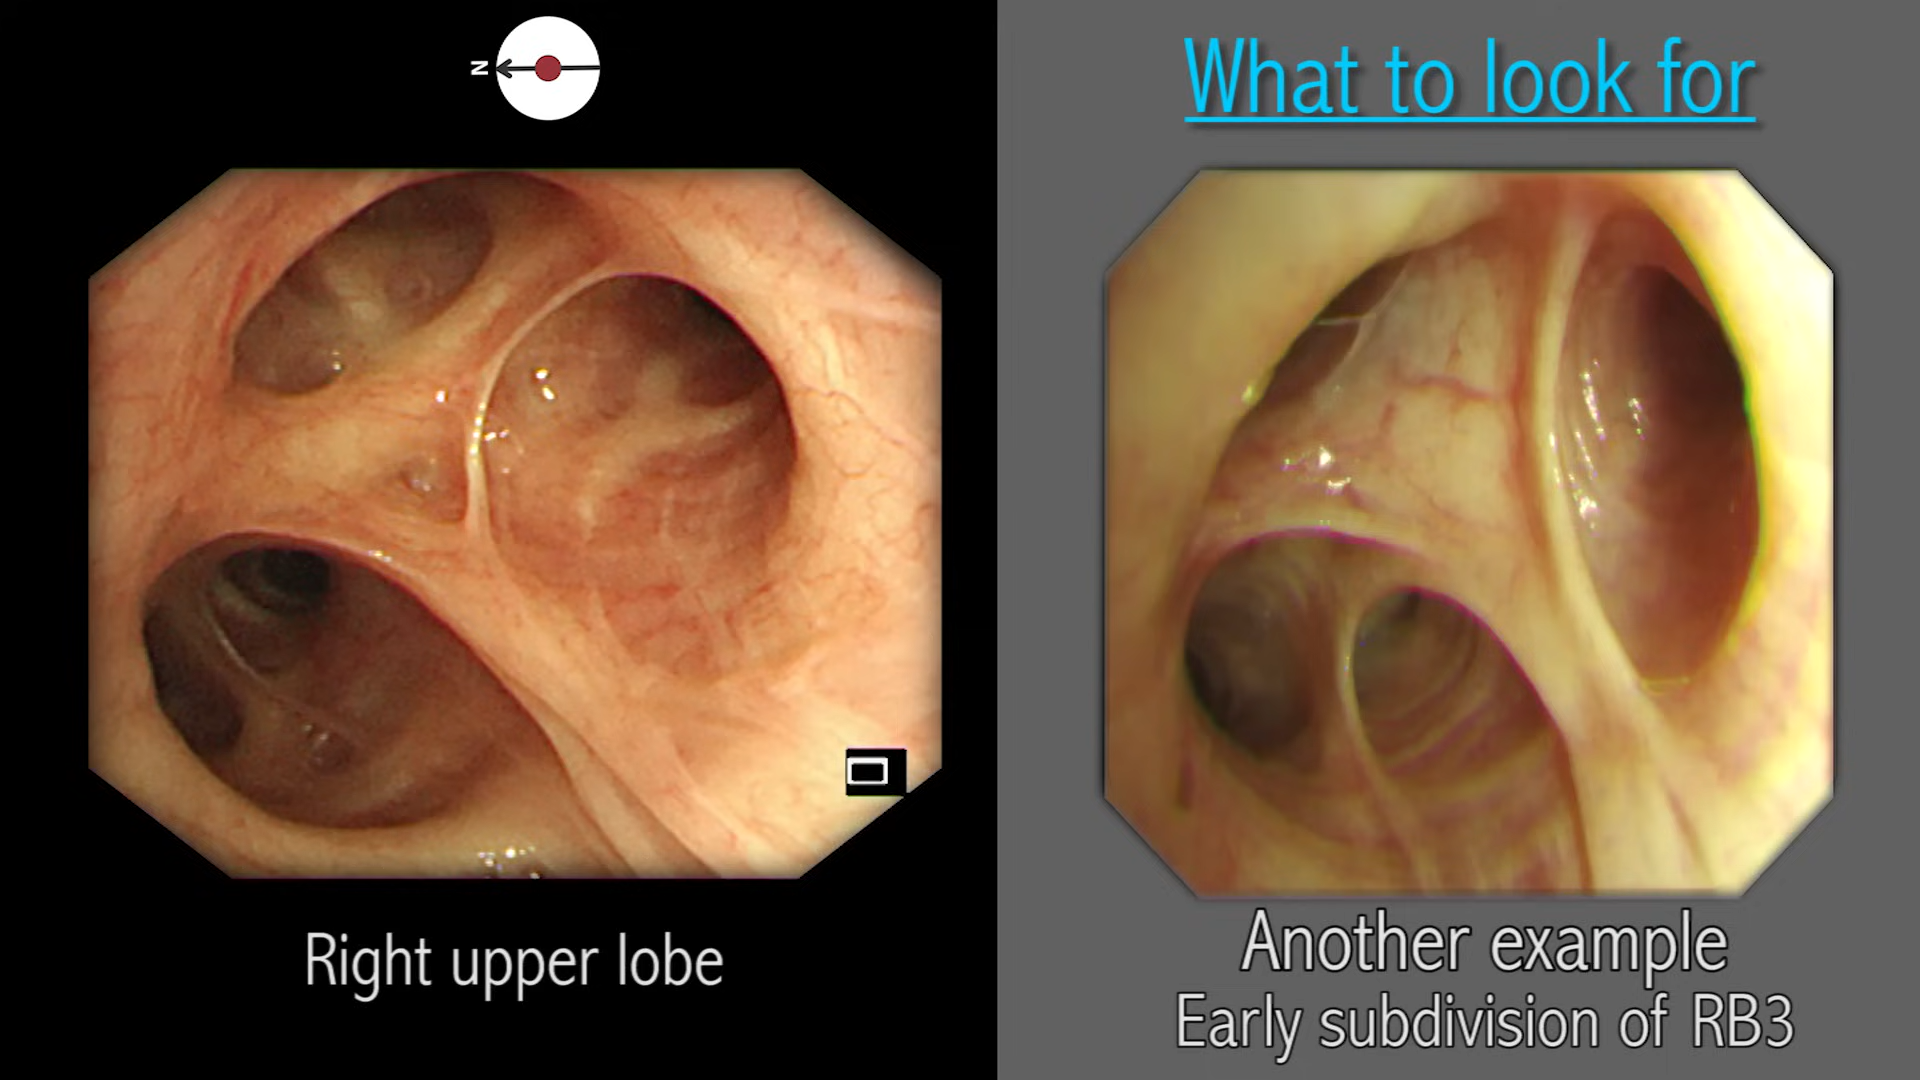 N
Right upper lobe
What to look for
Another example
Early subdivision of RB3